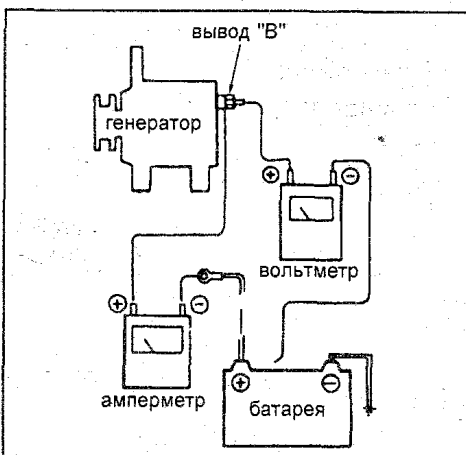 вывод "В"
генератор
⊕ ⊖
вольтметр
⊕ ⊖
амперметр
⊕ ⊖
батарея